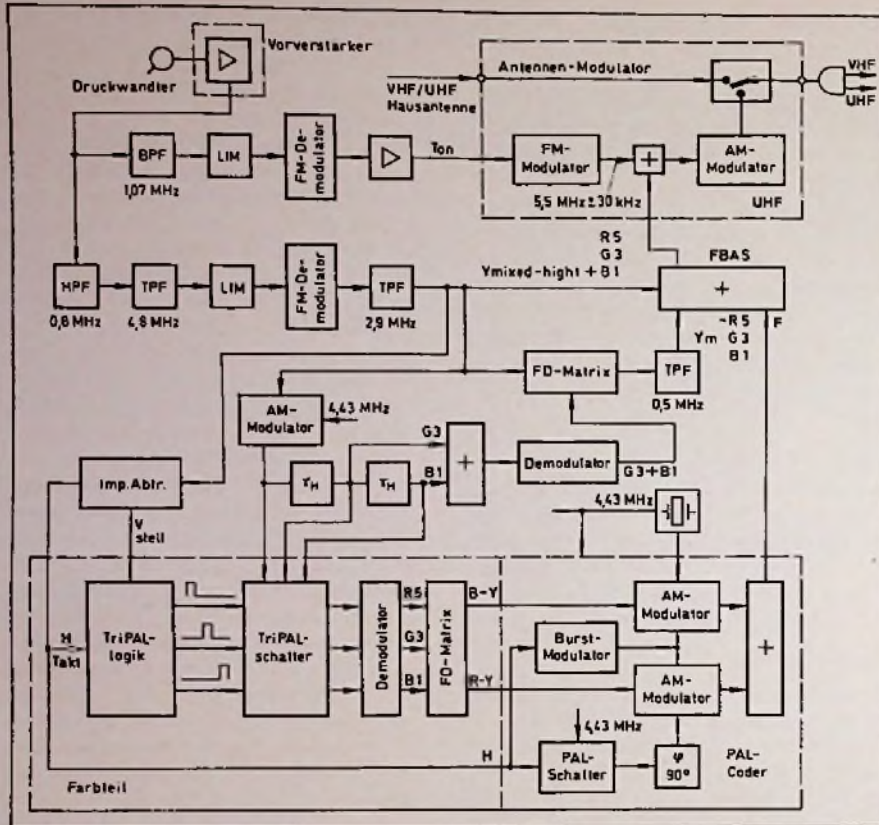 Vorverstärker
Druckwandler
VHF/UHF
Hausantenne
Antennen-Modulator
VHF
UHF
BPF
1,07 MHz
LIM
FM-De-
modulator
Ton
FM-
Modulator
+
AM-
Modulator
5,5 MHz ± 30 kHz
UHF
R5
G3
Ymixed-hight + B1
FBAS
HPF
0,8 MHz
TPF
4,8 MHz
LIM
FM-De-
modulator
TPF
2,9 MHz
+
-R5
Ym G3
B1
F
FD-Matrix
TPF
0,5 MHz
AM-
Modulator
4,43 MHz
G3
B1
+
Demodulator
G3+B1
Imp.Abtr.
τH
τH
V
stell
4,43 MHz
H
Takt
TriPAL-
logik
TriPAL-
schalter
Demodulator
R5
G3
B1
FD-Matrix
B-Y
R-Y
AM-
Modulator
Burst-
Modulator
AM-
Modulator
+
4,43 MHz
H
PAL-
Schalter
φ
90°
PAL-
Coder
Farbteil